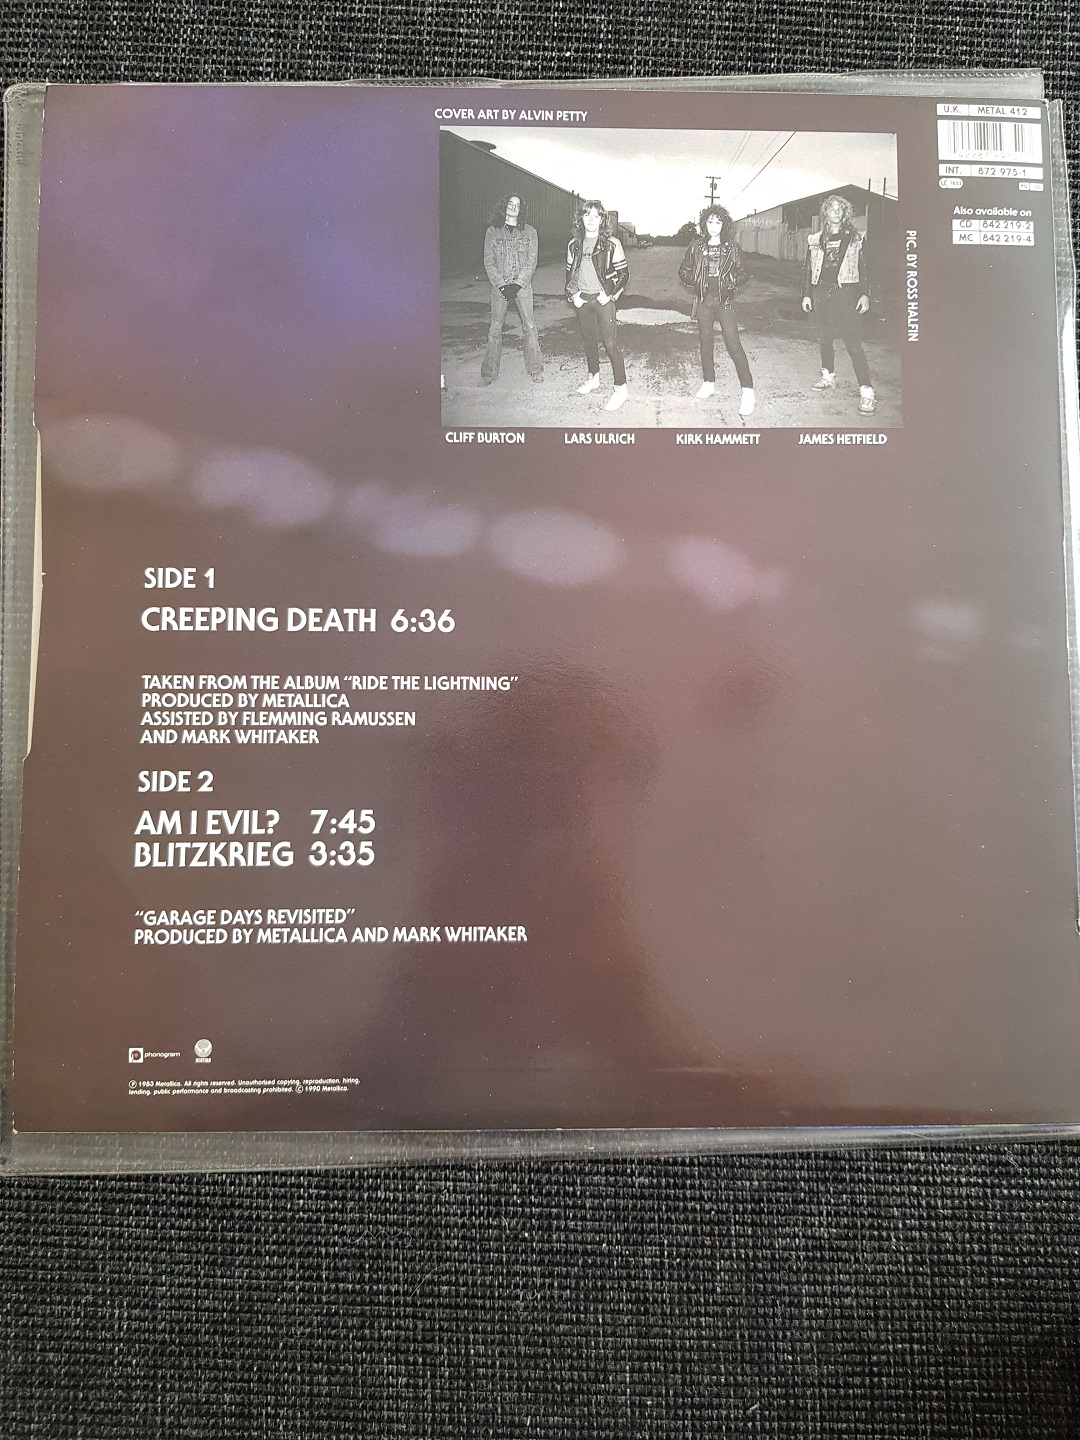 COVER ART BY ALVIN PETTY
U.K. METAL 412
INT. 872 975-1
LC 1633
Also available on
CD 842 219-2
MC 842 219-4
PIC. BY ROSS HALFIN
CLIFF BURTON LARS ULRICH KIRK HAMMETT JAMES HETFIELD
SIDE 1
CREEPING DEATH 6:36
TAKEN FROM THE ALBUM “RIDE THE LIGHTNING”
PRODUCED BY METALLICA
ASSISTED BY FLEMMING RAMUSSEN
AND MARK WHITAKER
SIDE 2
AM I EVIL? 7:45
BLITZKRIEG 3:35
“GARAGE DAYS REVISITED”
PRODUCED BY METALLICA AND MARK WHITAKER
phonogram
VERTIGO
Ⓟ 1983 Metallica. All rights reserved. Unauthorised copying, reproduction, hiring,
lending, public performance and broadcasting prohibited. © 1990 Metallica.